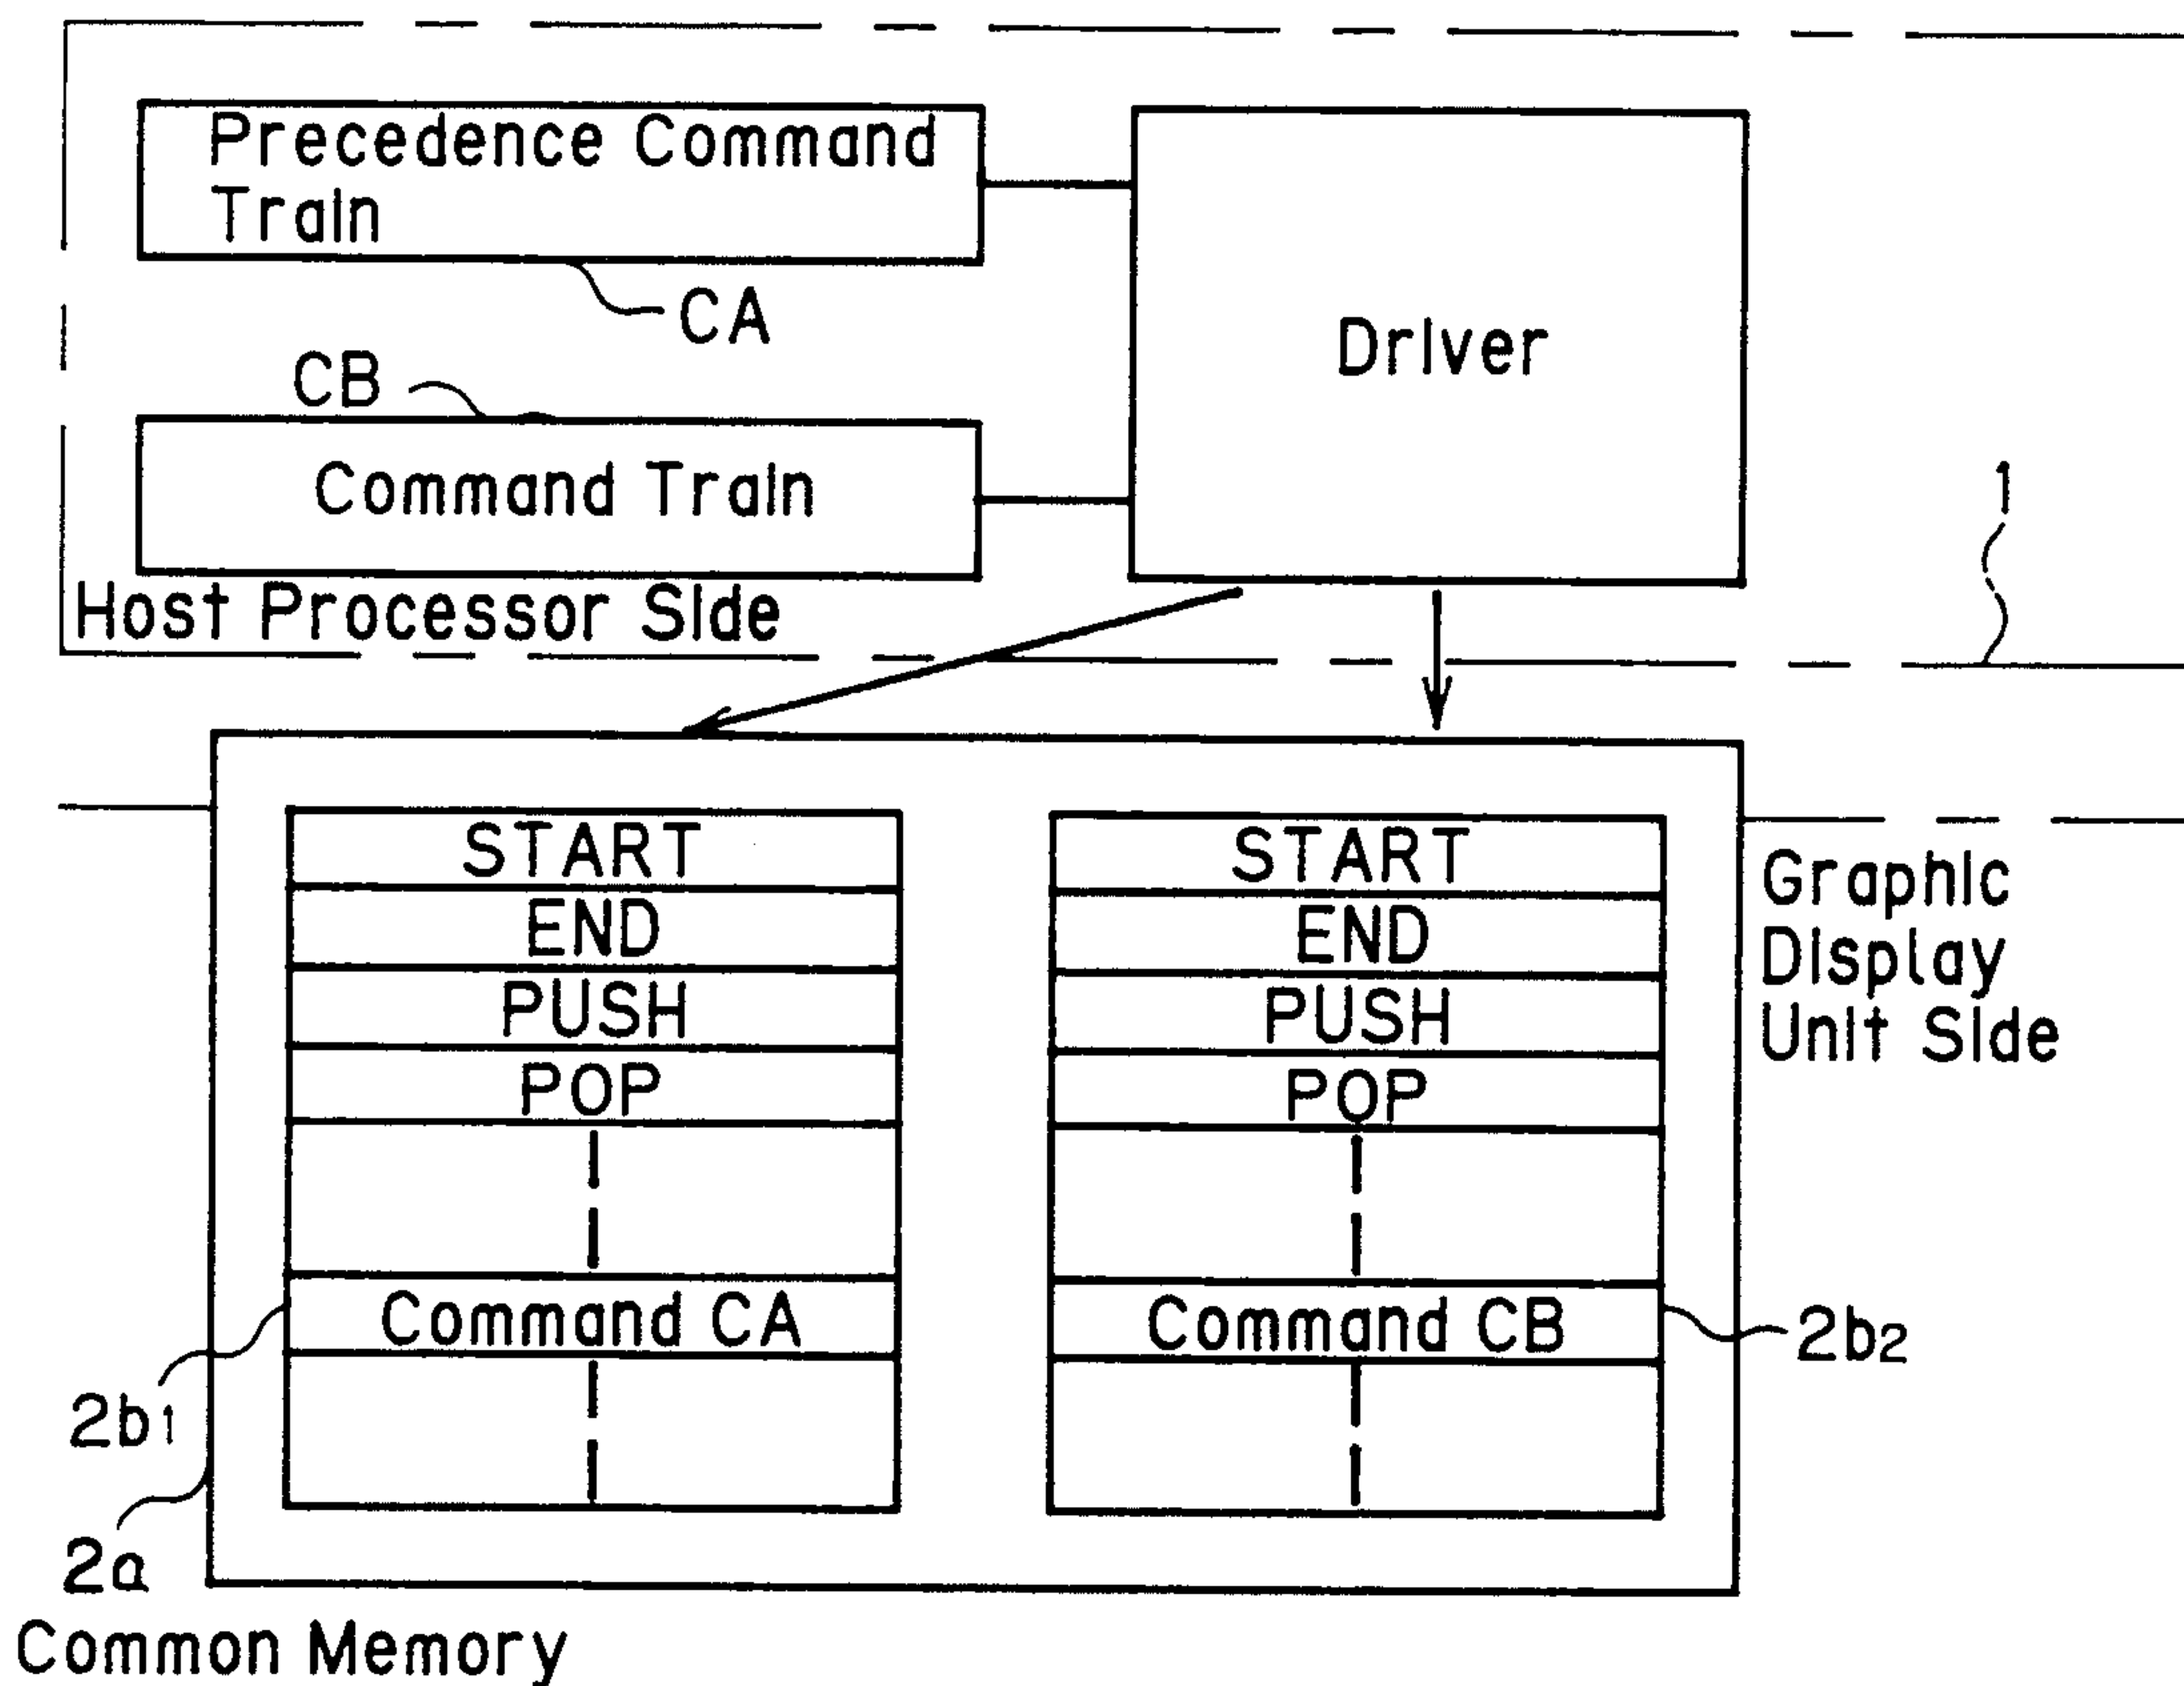 Precedence Command
Train
CA
CB
Command Train
Driver
1
Host Processor Side
START
END
PUSH
POP
Command CA
START
END
PUSH
POP
Command CB
Graphic
Display
Unit Side
2b1
2b2
2a
Common Memory